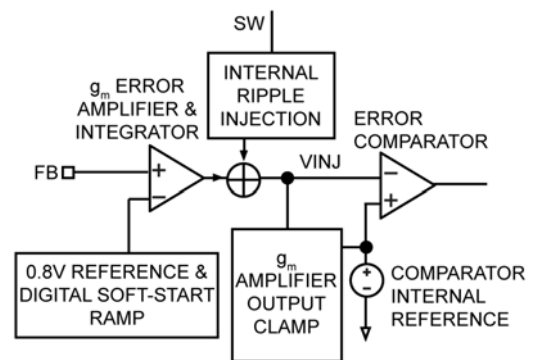 SW
INTERNAL
RIPPLE
INJECTION
gm ERROR
AMPLIFIER &
INTEGRATOR
ERROR
COMPARATOR
FB
+
−
VINJ
−
+
0.8V REFERENCE &
DIGITAL SOFT-START
RAMP
gm
AMPLIFIER
OUTPUT
CLAMP
+
−
COMPARATOR
INTERNAL
REFERENCE